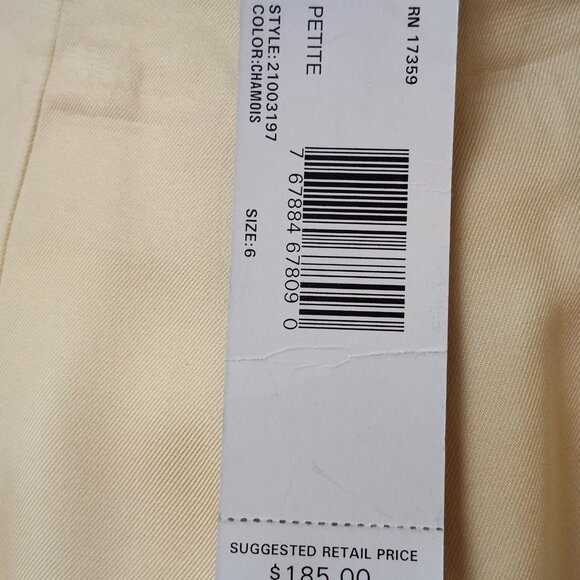 RN 17359
PETITE
STYLE:21003197
COLOR:CHAMOIS
SIZE:6
7 67884 67809 0
SUGGESTED RETAIL PRICE
$185.00